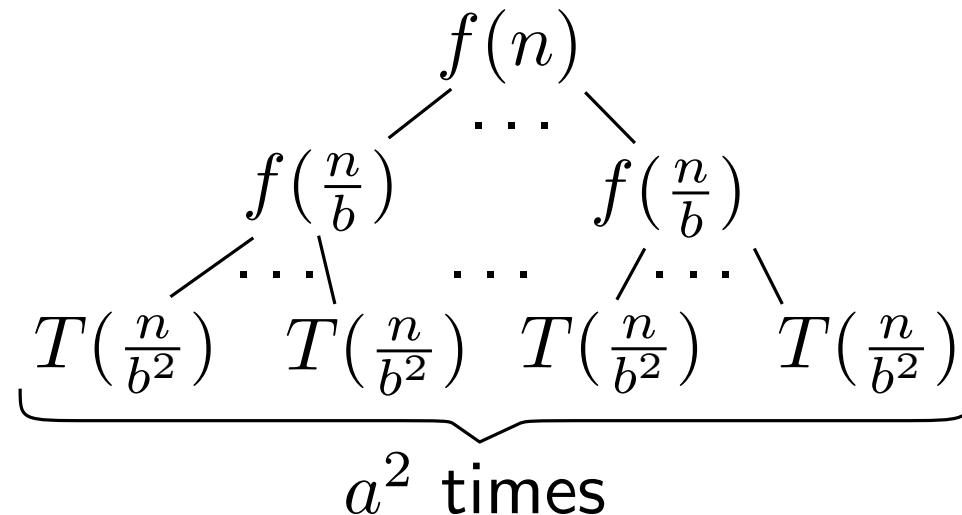 f(n)
. . .
f(n/b) f(n/b)
. . . . . . . . .
T(n/b²) T(n/b²) T(n/b²) T(n/b²)
a² times